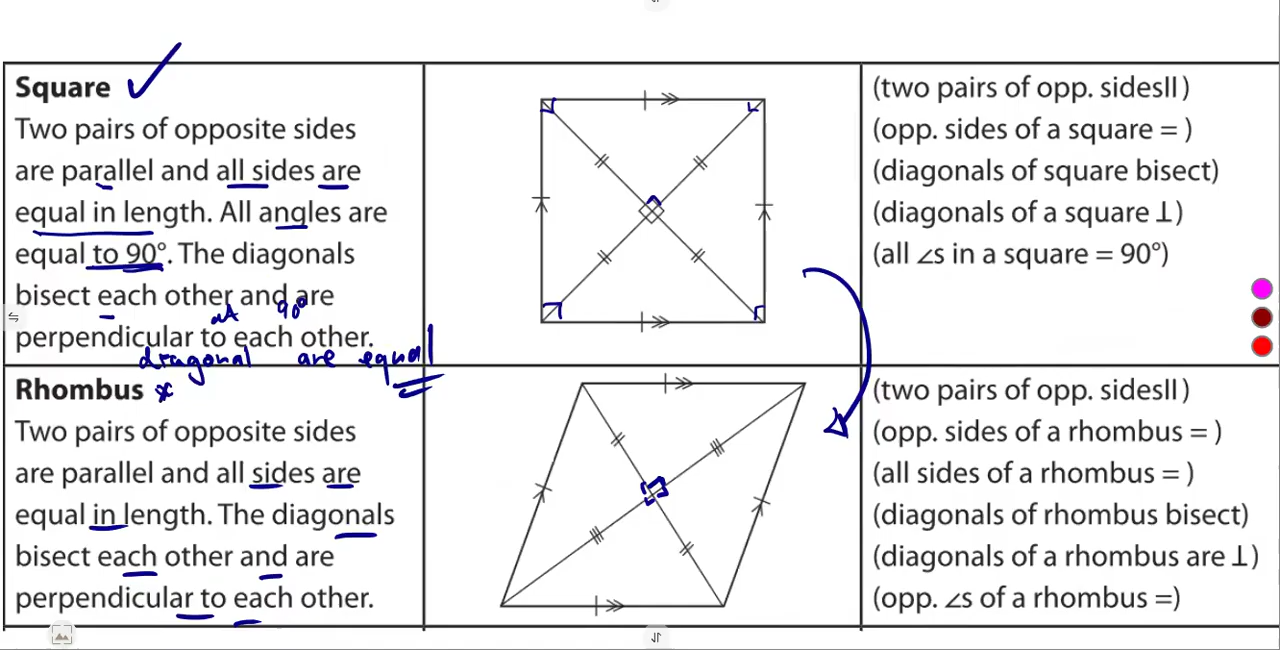 Square
Two pairs of opposite sides
are parallel and all sides are
equal in length. All angles are
equal to 90°. The diagonals
bisect each other and are
at 90°
perpendicular to each other.
diagonal are equal
(two pairs of opp. sidesII)
(opp. sides of a square = )
(diagonals of square bisect)
(diagonals of a square ⊥)
(all ∠s in a square = 90°)
Rhombus
Two pairs of opposite sides
are parallel and all sides are
equal in length. The diagonals
bisect each other and are
perpendicular to each other.
(two pairs of opp. sidesII)
(opp. sides of a rhombus = )
(all sides of a rhombus = )
(diagonals of rhombus bisect)
(diagonals of a rhombus are ⊥)
(opp. ∠s of a rhombus =)